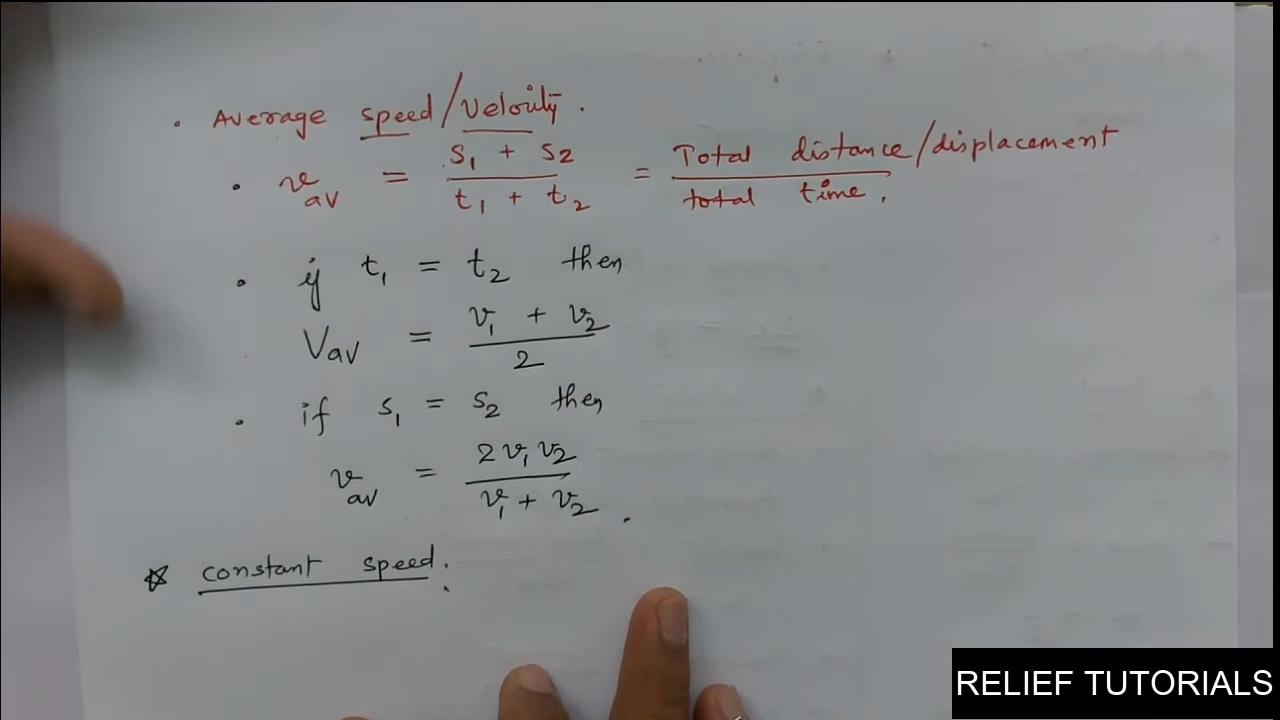 . Average speed/velocity.
. v_av = (s₁ + s₂)/(t₁ + t₂) = Total distance/displacement / total time.
. if t₁ = t₂ then
V_av = (v₁ + v₂)/2
. if s₁ = s₂ then
v_av = 2v₁v₂/(v₁ + v₂).
☆ constant speed.
RELIEF TUTORIALS